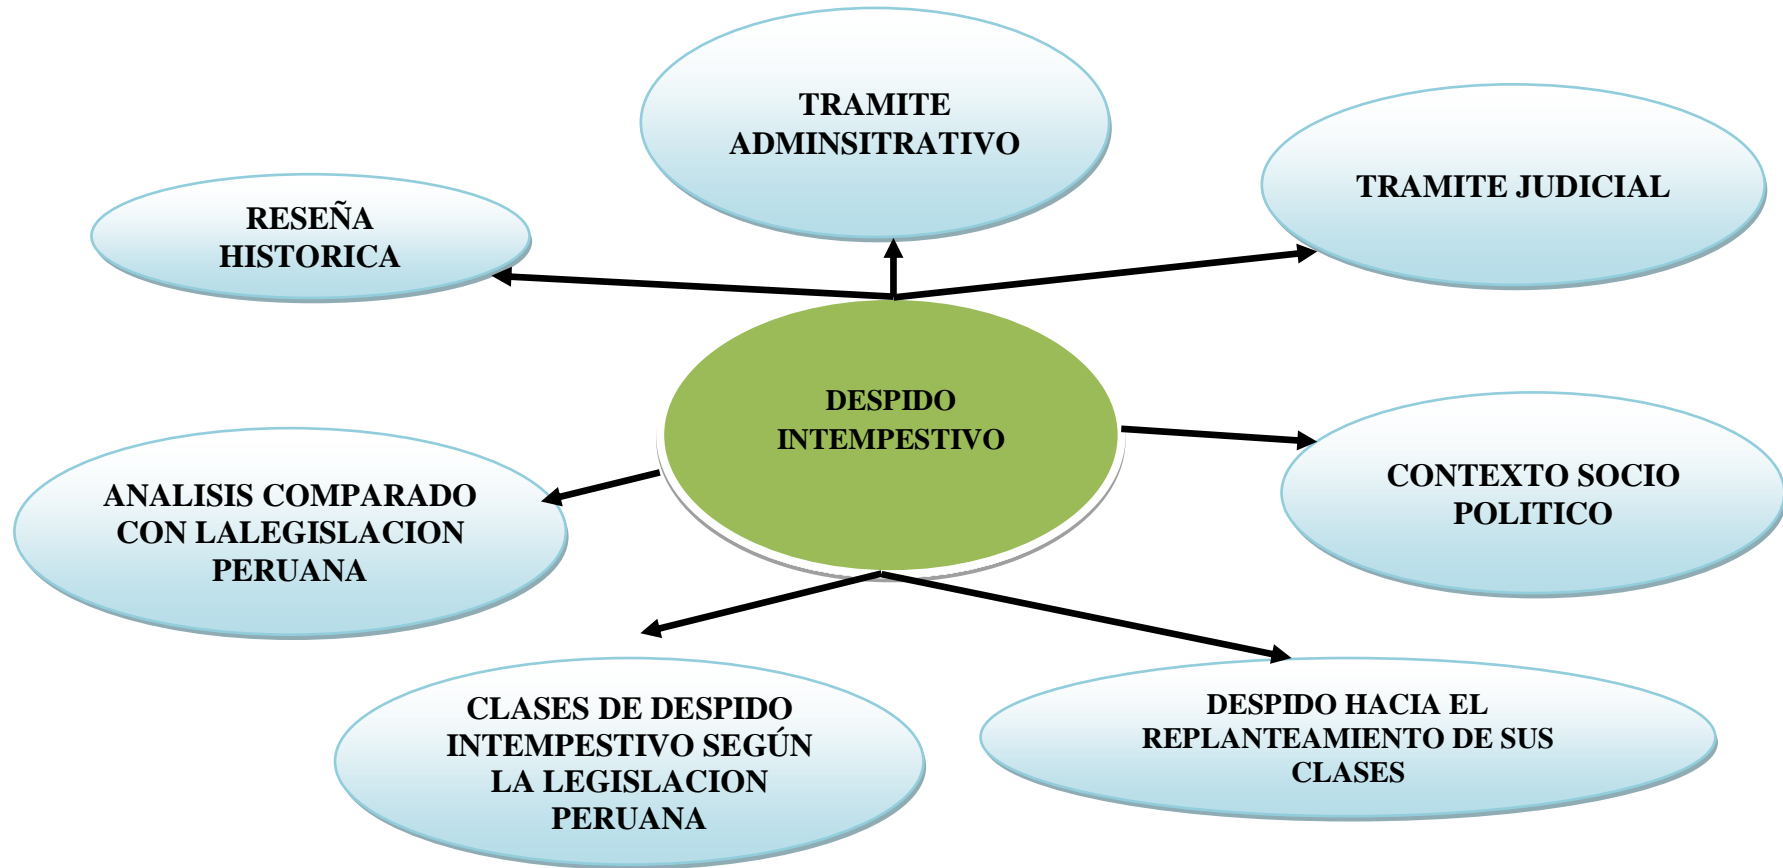 TRAMITE
ADMINSITRATIVO
TRAMITE JUDICIAL
RESEÑA
HISTORICA
DESPIDO
INTEMPESTIVO
CONTEXTO SOCIO
POLITICO
ANALISIS COMPARADO
CON LALEGISLACION
PERUANA
CLASES DE DESPIDO
INTEMPESTIVO SEGÚN
LA LEGISLACION
PERUANA
DESPIDO HACIA EL
REPLANTEAMIENTO DE SUS
CLASES